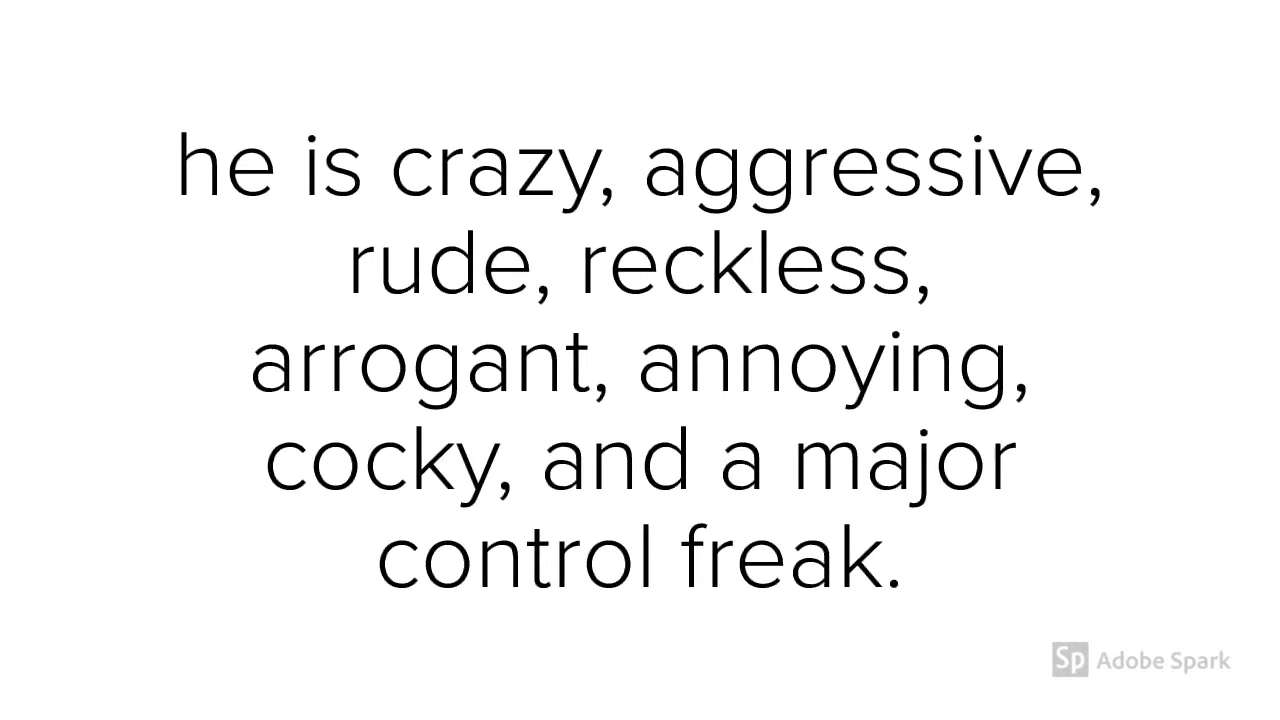 he is crazy, aggressive,
rude, reckless,
arrogant, annoying,
cocky, and a major
control freak.
Sp Adobe Spark